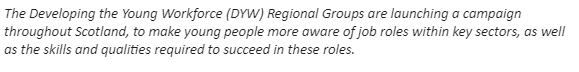 The Developing the Young Workforce (DYW) Regional Groups are launching a campaign
throughout Scotland, to make young people more aware of job roles within key sectors, as well
as the skills and qualities required to succeed in these roles.